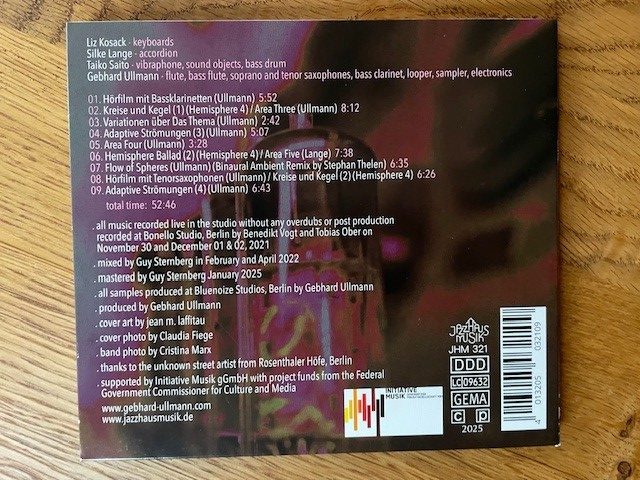 Liz Kosack · keyboards
Silke Lange · accordion
Taiko Saito · vibraphone, sound objects, bass drum
Gebhard Ullmann · flute, bass flute, soprano and tenor saxophones, bass clarinet, looper, sampler, electronics
01. Hörfilm mit Bassklarinetten (Ullmann) 5:52
02. Kreise und Kegel (1) (Hemisphere 4) / Area Three (Ullmann) 8:12
03. Variationen über Das Thema (Ullmann) 2:42
04. Adaptive Strömungen (3) (Ullmann) 5:07
05. Area Four (Ullmann) 3:28
06. Hemisphere Ballad (2) (Hemisphere 4) / Area Five (Lange) 7:38
07. Flow of Spheres (Ullmann) (Binaural Ambient Remix by Stephan Thelen) 6:35
08. Hörfilm mit Tenorsaxophonen (Ullmann) / Kreise und Kegel (2) (Hemisphere 4) 6:26
09. Adaptive Strömungen (4) (Ullmann) 6:43
total time: 52:46
. all music recorded live in the studio without any overdubs or post production
recorded at Bonello Studio, Berlin by Benedikt Vogt and Tobias Ober on
November 30 and December 01 & 02, 2021
. mixed by Guy Sternberg in February and April 2022
. mastered by Guy Sternberg January 2025
. all samples produced at Bluenoize Studios, Berlin by Gebhard Ullmann
. produced by Gebhard Ullmann
. cover art by jean m. laffitau
. cover photo by Claudia Fiege
. band photo by Cristina Marx
. thanks to the unknown street artist from Rosenthaler Höfe, Berlin
. supported by Initiative Musik gGmbH with project funds from the Federal
Government Commissioner for Culture and Media
www.gebhard-ullmann.com
www.jazzhausmusik.de
INITIATIVE
MUSIK
JAZZHAUS
MUSIK
JHM 321
DDD
LC 09632
GEMA
C P
2025
4 013205 032109